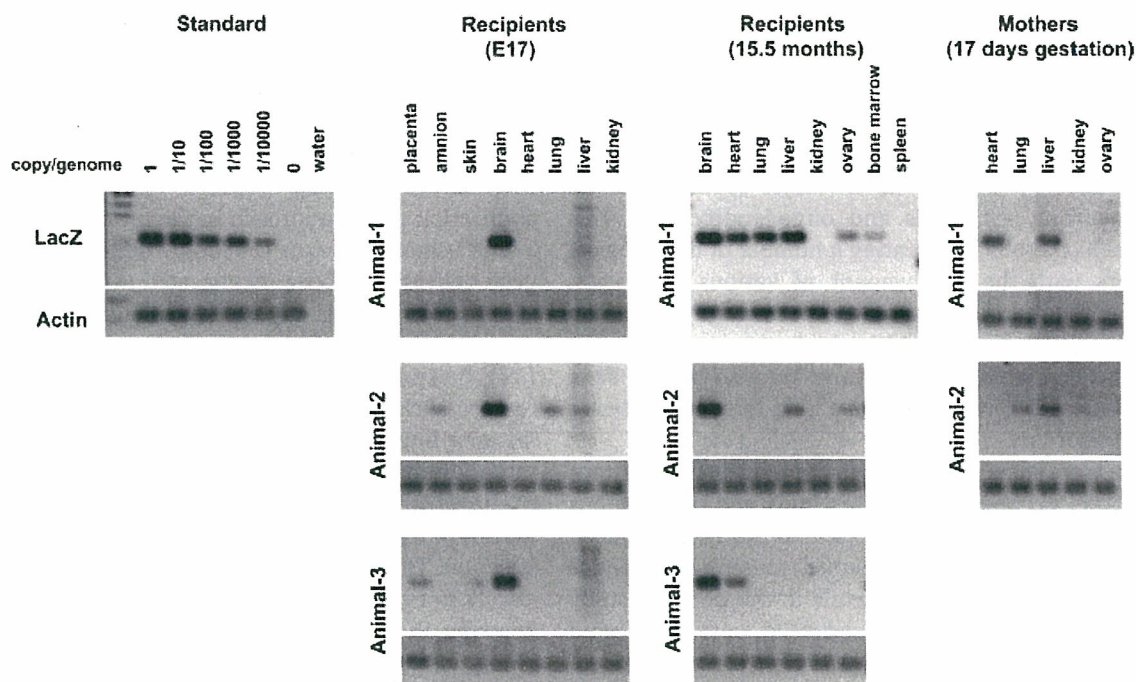 Standard
Recipients
(E17)
Recipients
(15.5 months)
Mothers
(17 days gestation)
copy/genome
1
1/10
1/100
1/1000
1/10000
0
water
placenta
amnion
skin
brain
heart
lung
liver
kidney
brain
heart
lung
liver
kidney
ovary
bone marrow
spleen
heart
lung
liver
kidney
ovary
LacZ
Actin
Animal-1
Animal-1
Animal-1
Animal-2
Animal-2
Animal-2
Animal-3
Animal-3